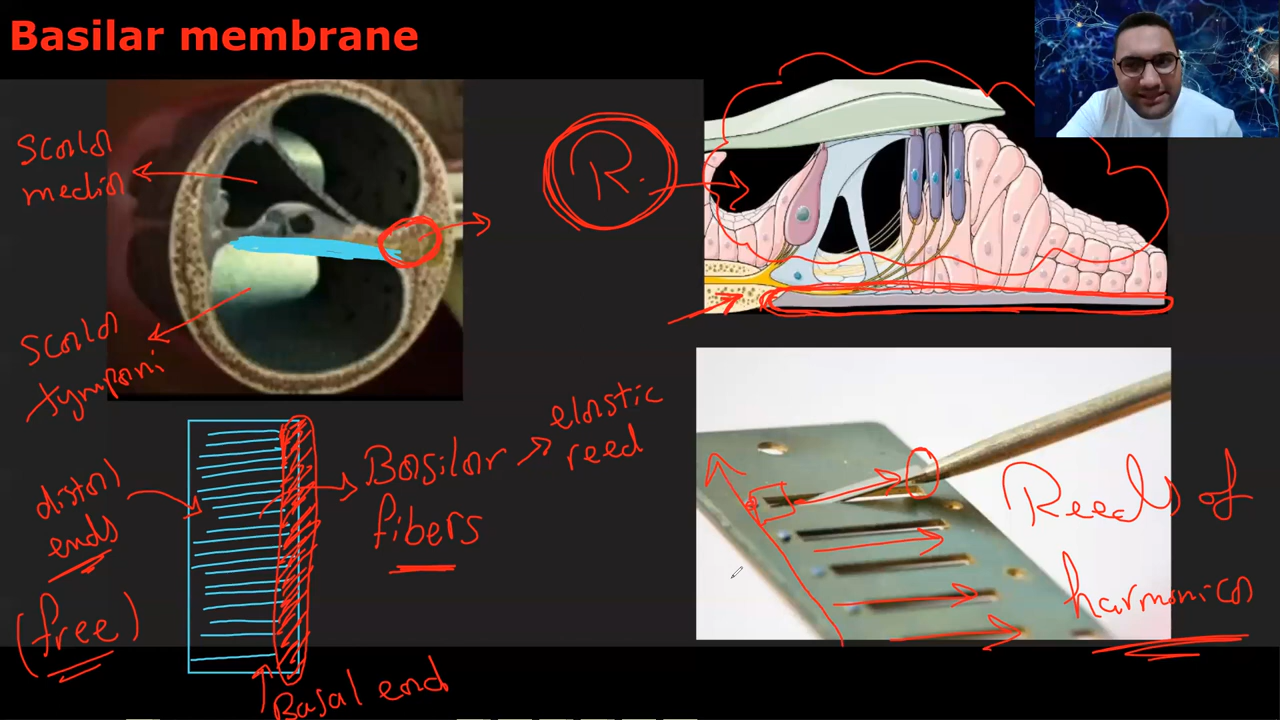 Basilar membrane
Scala
media
R.
Scala
tympani
distal
ends
(free)
Basilar
fibers
elastic
reed
Basal end
Reeds of
harmonica